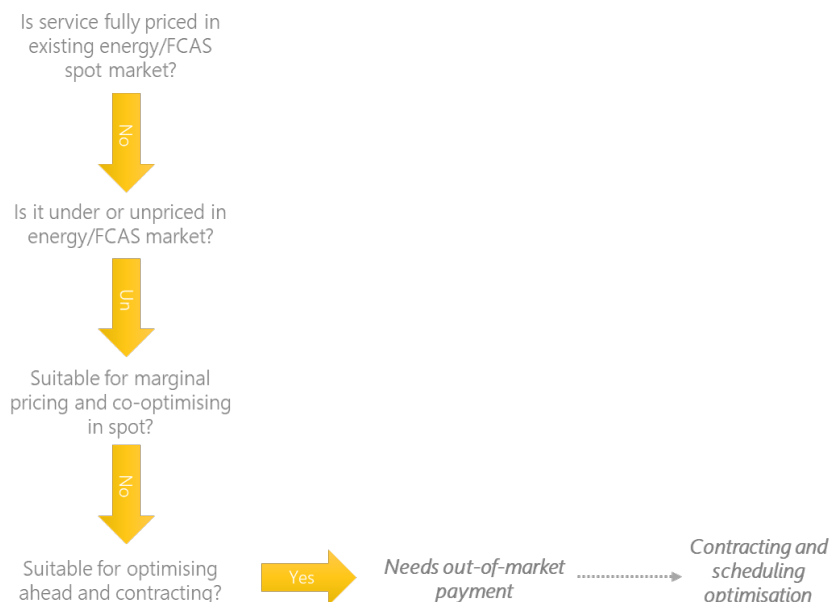 Is service fully priced in
existing energy/FCAS
spot market?
No
Is it under or unpriced in
energy/FCAS market?
Un
Suitable for marginal
pricing and co-optimising
in spot?
No
Suitable for optimising
ahead and contracting?
Yes
Needs out-of-market
payment
Contracting and
scheduling
optimisation